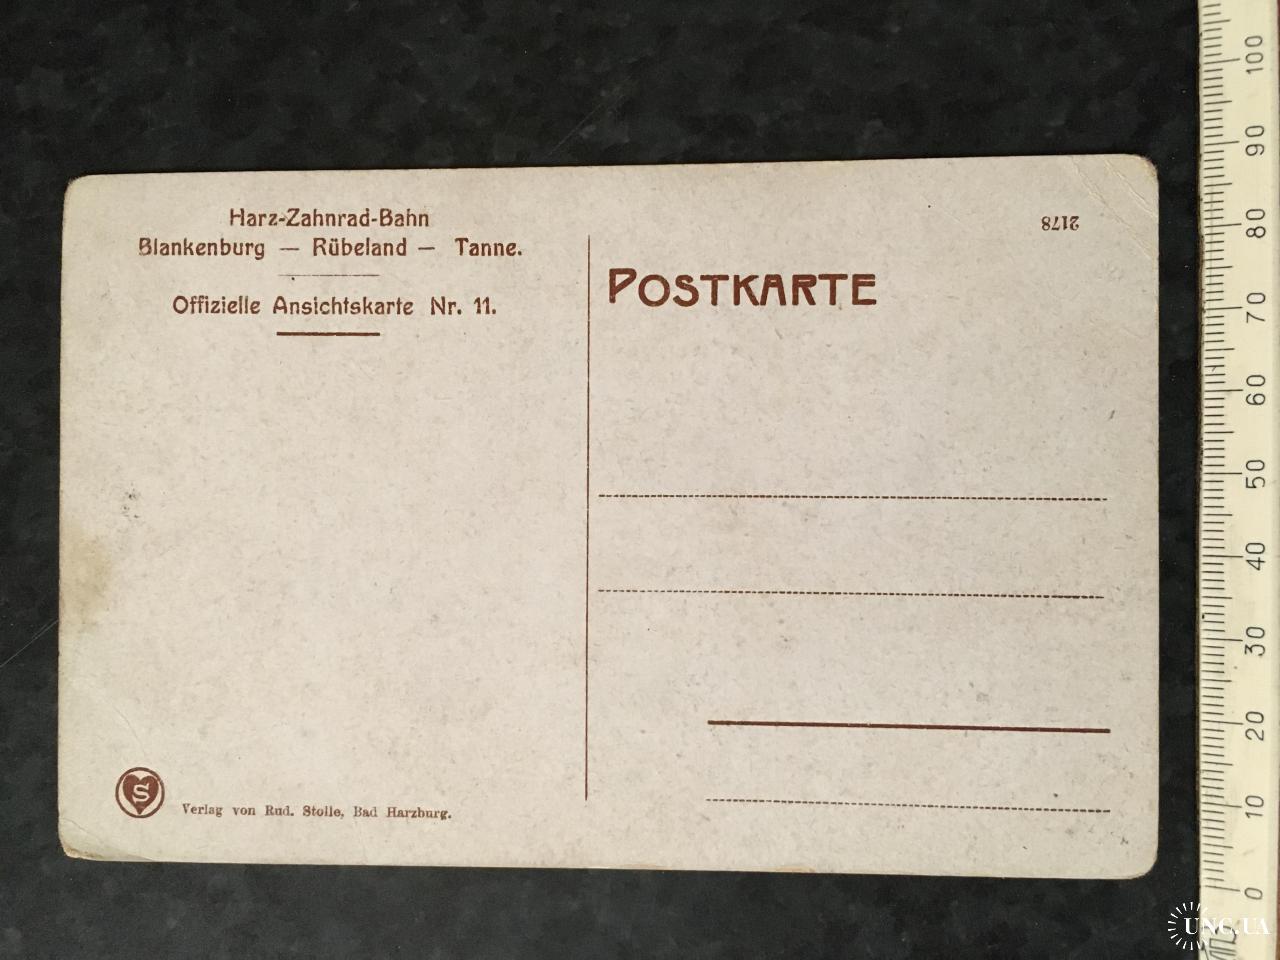 Harz-Zahnrad-Bahn
Blankenburg — Rübeland — Tanne.
Offizielle Ansichtskarte Nr. 11.
2178
POSTKARTE
S
Verlag von Rud. Stolle, Bad Harzburg.
100
90
80
70
60
50
40
30
20
10
0
UNC.UA